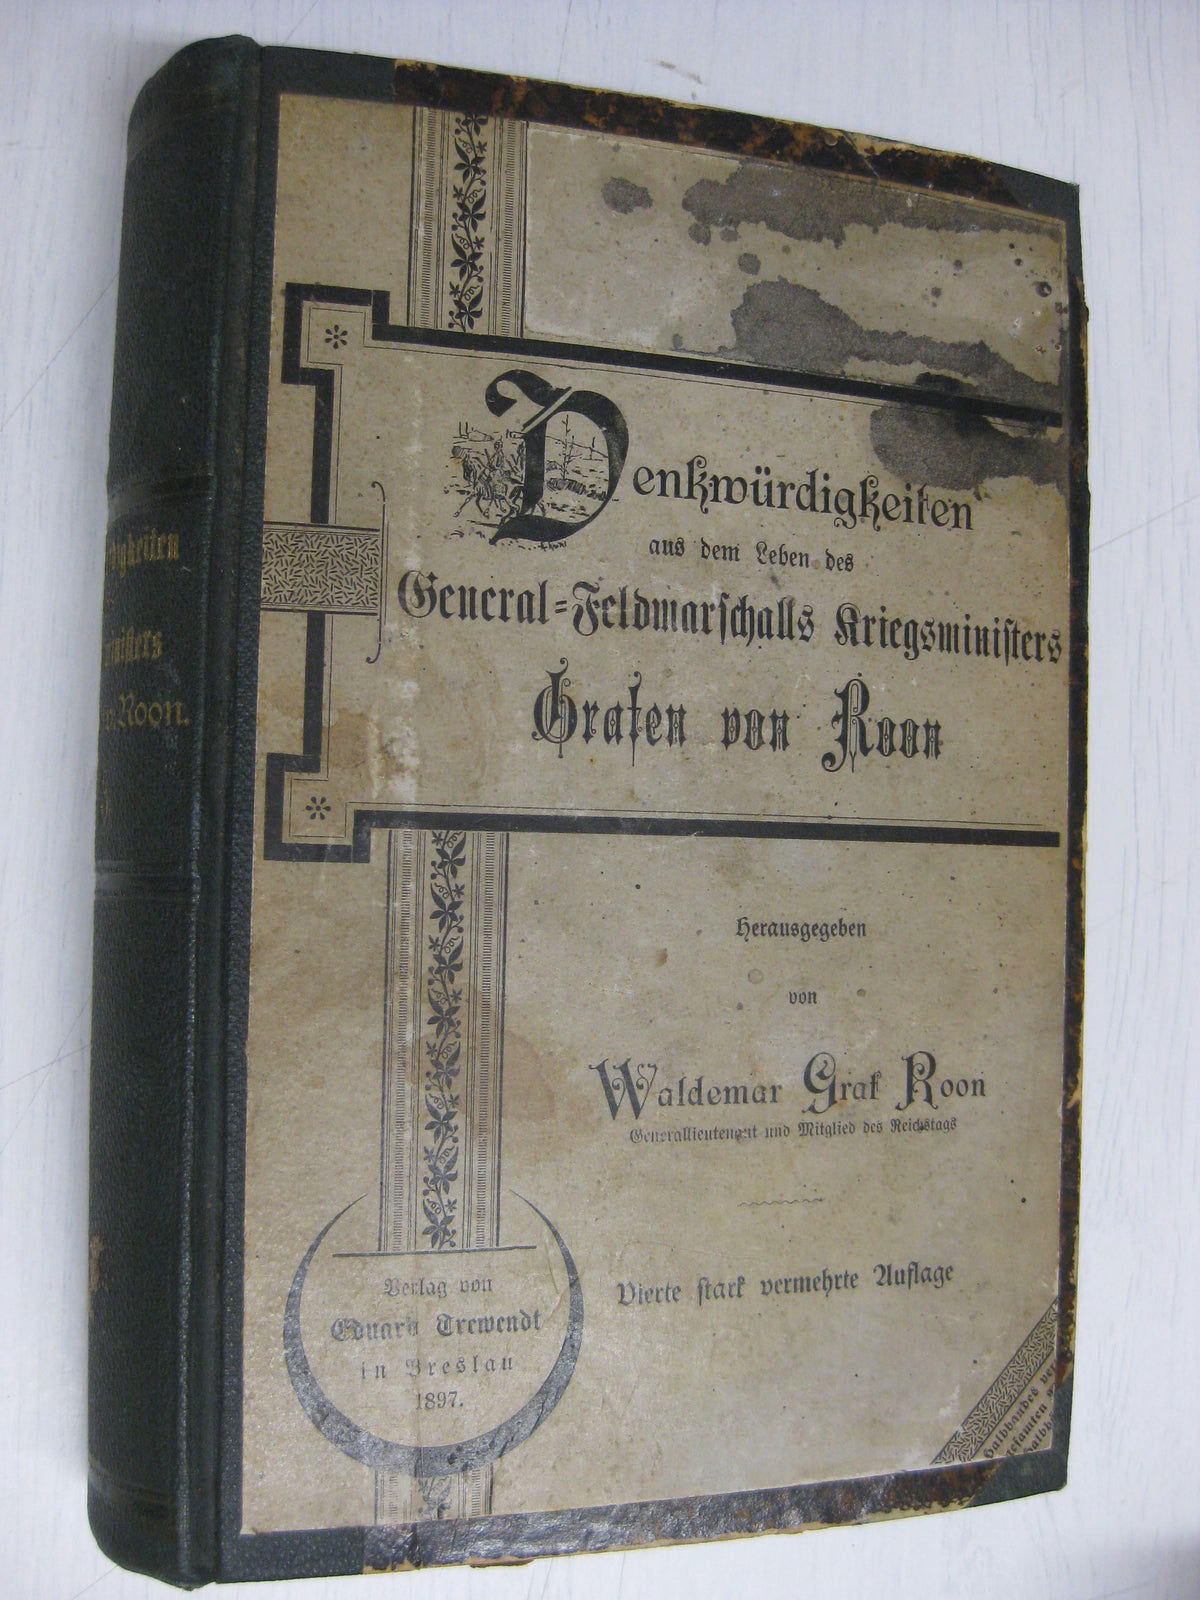 Denkwürdigkeiten
aus dem Leben des
General-Feldmarschalls Kriegsministers
Grafen von Roon
Herausgegeben
von
Waldemar Graf Roon
Generallieutenant und Mitglied des Reichstags
Vierte stark vermehrte Auflage
Verlag von
Eduard Trewendt
in Breslau
1897.
Halbbandes
Roon.